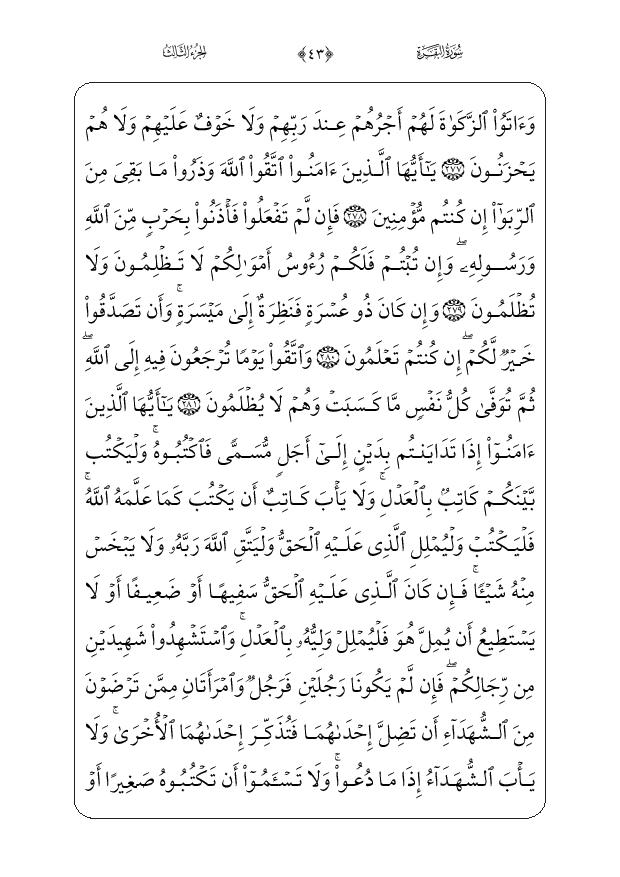 سُورَةُ البَقَرَةِ ﴿٤٣﴾ الجُزءُ الثَّالِثُ
وَءَاتَوُاْ ٱلزَّكَوٰةَ لَهُمۡ أَجۡرُهُمۡ عِندَ رَبِّهِمۡ وَلَا خَوۡفٌ عَلَيۡهِمۡ وَلَا هُمۡ
يَحۡزَنُونَ ٢٧٧ يَٰٓأَيُّهَا ٱلَّذِينَ ءَامَنُواْ ٱتَّقُواْ ٱللَّهَ وَذَرُواْ مَا بَقِيَ مِنَ
ٱلرِّبَوٰٓاْ إِن كُنتُم مُّؤۡمِنِينَ ٢٧٨ فَإِن لَّمۡ تَفۡعَلُواْ فَأۡذَنُواْ بِحَرۡبٖ مِّنَ ٱللَّهِ
وَرَسُولِهِۦۖ وَإِن تُبۡتُمۡ فَلَكُمۡ رُءُوسُ أَمۡوَٰلِكُمۡ لَا تَظۡلِمُونَ وَلَا
تُظۡلَمُونَ ٢٧٩ وَإِن كَانَ ذُو عُسۡرَةٖ فَنَظِرَةٌ إِلَىٰ مَيۡسَرَةٖۚ وَأَن تَصَدَّقُواْ
خَيۡرٞ لَّكُمۡۖ إِن كُنتُمۡ تَعۡلَمُونَ ٢٨٠ وَٱتَّقُواْ يَوۡمٗا تُرۡجَعُونَ فِيهِ إِلَى ٱللَّهِۖ
ثُمَّ تُوَفَّىٰ كُلُّ نَفۡسٖ مَّا كَسَبَتۡ وَهُمۡ لَا يُظۡلَمُونَ ٢٨١ يَٰٓأَيُّهَا ٱلَّذِينَ
ءَامَنُوٓاْ إِذَا تَدَايَنتُم بِدَيۡنٍ إِلَىٰٓ أَجَلٖ مُّسَمّٗى فَٱكۡتُبُوهُۚ وَلۡيَكۡتُب
بَّيۡنَكُمۡ كَاتِبُۢ بِٱلۡعَدۡلِۚ وَلَا يَأۡبَ كَاتِبٌ أَن يَكۡتُبَ كَمَا عَلَّمَهُ ٱللَّهُۚ
فَلۡيَكۡتُبۡ وَلۡيُمۡلِلِ ٱلَّذِي عَلَيۡهِ ٱلۡحَقُّ وَلۡيَتَّقِ ٱللَّهَ رَبَّهُۥ وَلَا يَبۡخَسۡ
مِنۡهُ شَيۡـٔٗاۚ فَإِن كَانَ ٱلَّذِي عَلَيۡهِ ٱلۡحَقُّ سَفِيهًا أَوۡ ضَعِيفًا أَوۡ لَا
يَسۡتَطِيعُ أَن يُمِلَّ هُوَ فَلۡيُمۡلِلۡ وَلِيُّهُۥ بِٱلۡعَدۡلِۚ وَٱسۡتَشۡهِدُواْ شَهِيدَيۡنِ
مِن رِّجَالِكُمۡۖ فَإِن لَّمۡ يَكُونَا رَجُلَيۡنِ فَرَجُلٞ وَٱمۡرَأَتَانِ مِمَّن تَرۡضَوۡنَ
مِنَ ٱلشُّهَدَآءِ أَن تَضِلَّ إِحۡدَىٰهُمَا فَتُذَكِّرَ إِحۡدَىٰهُمَا ٱلۡأُخۡرَىٰۚ وَلَا
يَأۡبَ ٱلشُّهَدَآءُ إِذَا مَا دُعُواْۚ وَلَا تَسۡـَٔمُوٓاْ أَن تَكۡتُبُوهُ صَغِيرًا أَوۡ